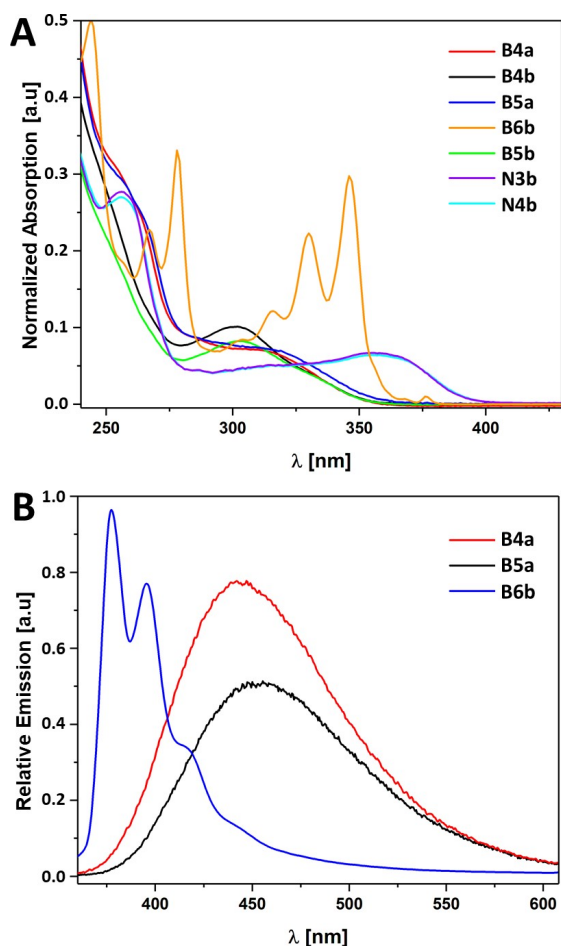 A
Normalized Absorption [a.u]
0.5
0.4
0.3
0.2
0.1
0.0
250
300
350
400
λ [nm]
B4a
B4b
B5a
B6b
B5b
N3b
N4b
B
Relative Emission [a.u]
1.0
0.8
0.6
0.4
0.2
0.0
400
450
500
550
600
λ [nm]
B4a
B5a
B6b